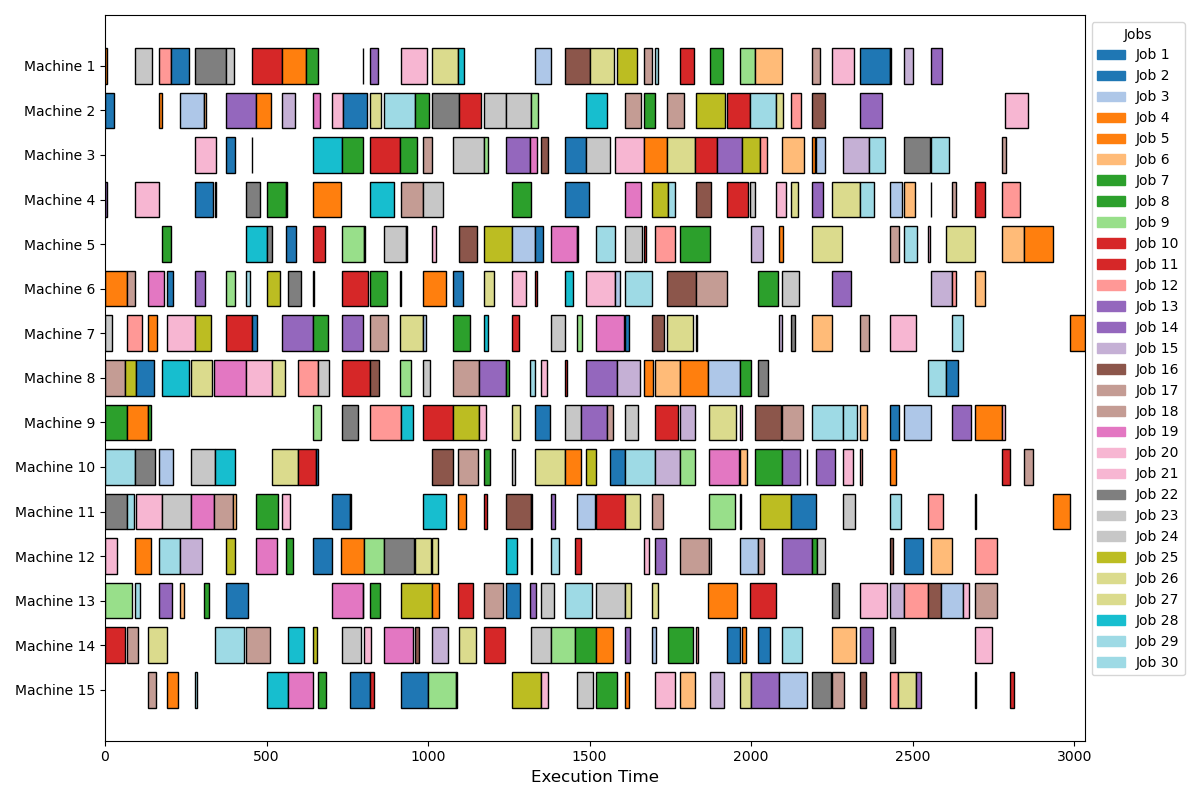 Machine 1
Machine 2
Machine 3
Machine 4
Machine 5
Machine 6
Machine 7
Machine 8
Machine 9
Machine 10
Machine 11
Machine 12
Machine 13
Machine 14
Machine 15
0 500 1000 1500 2000 2500 3000
Execution Time
Jobs
Job 1
Job 2
Job 3
Job 4
Job 5
Job 6
Job 7
Job 8
Job 9
Job 10
Job 11
Job 12
Job 13
Job 14
Job 15
Job 16
Job 17
Job 18
Job 19
Job 20
Job 21
Job 22
Job 23
Job 24
Job 25
Job 26
Job 27
Job 28
Job 29
Job 30